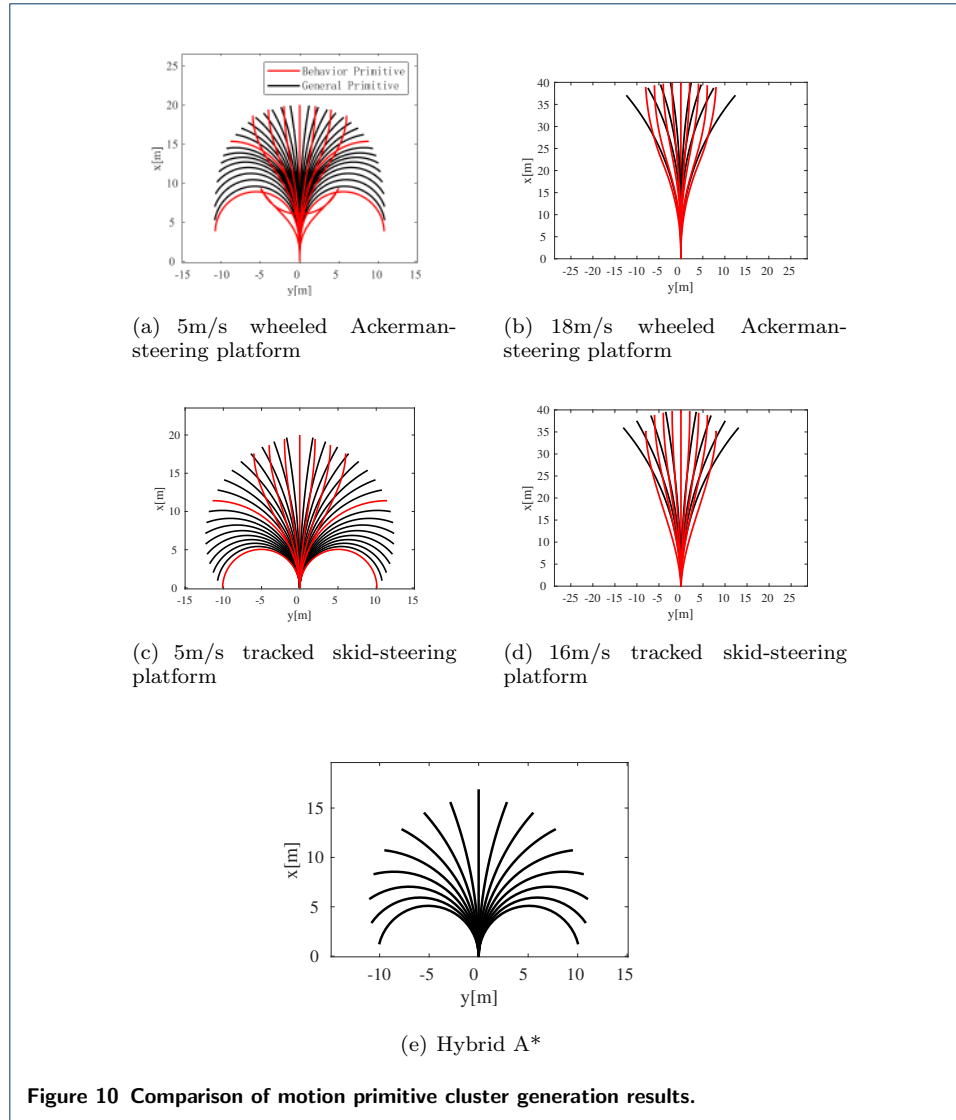 25
20
15
10
5
0
x[m]
Behavior Primitive
General Primitive
-15 -10 -5 0 5 10 15
y[m]
40
35
30
25
20
15
10
5
0
x[m]
-25 -20 -15 -10 -5 0 5 10 15 20 25
y[m]
(a) 5m/s wheeled Ackerman-
steering platform
(b) 18m/s wheeled Ackerman-
steering platform
20
15
10
5
0
x[m]
-15 -10 -5 0 5 10 15
y[m]
40
35
30
25
20
15
10
5
0
x[m]
-25 -20 -15 -10 -5 0 5 10 15 20 25
y[m]
(c) 5m/s tracked skid-steering
platform
(d) 16m/s tracked skid-steering
platform
15
10
5
0
x[m]
-10 -5 0 5 10 15
y[m]
(e) Hybrid A*
Figure 10 Comparison of motion primitive cluster generation results.